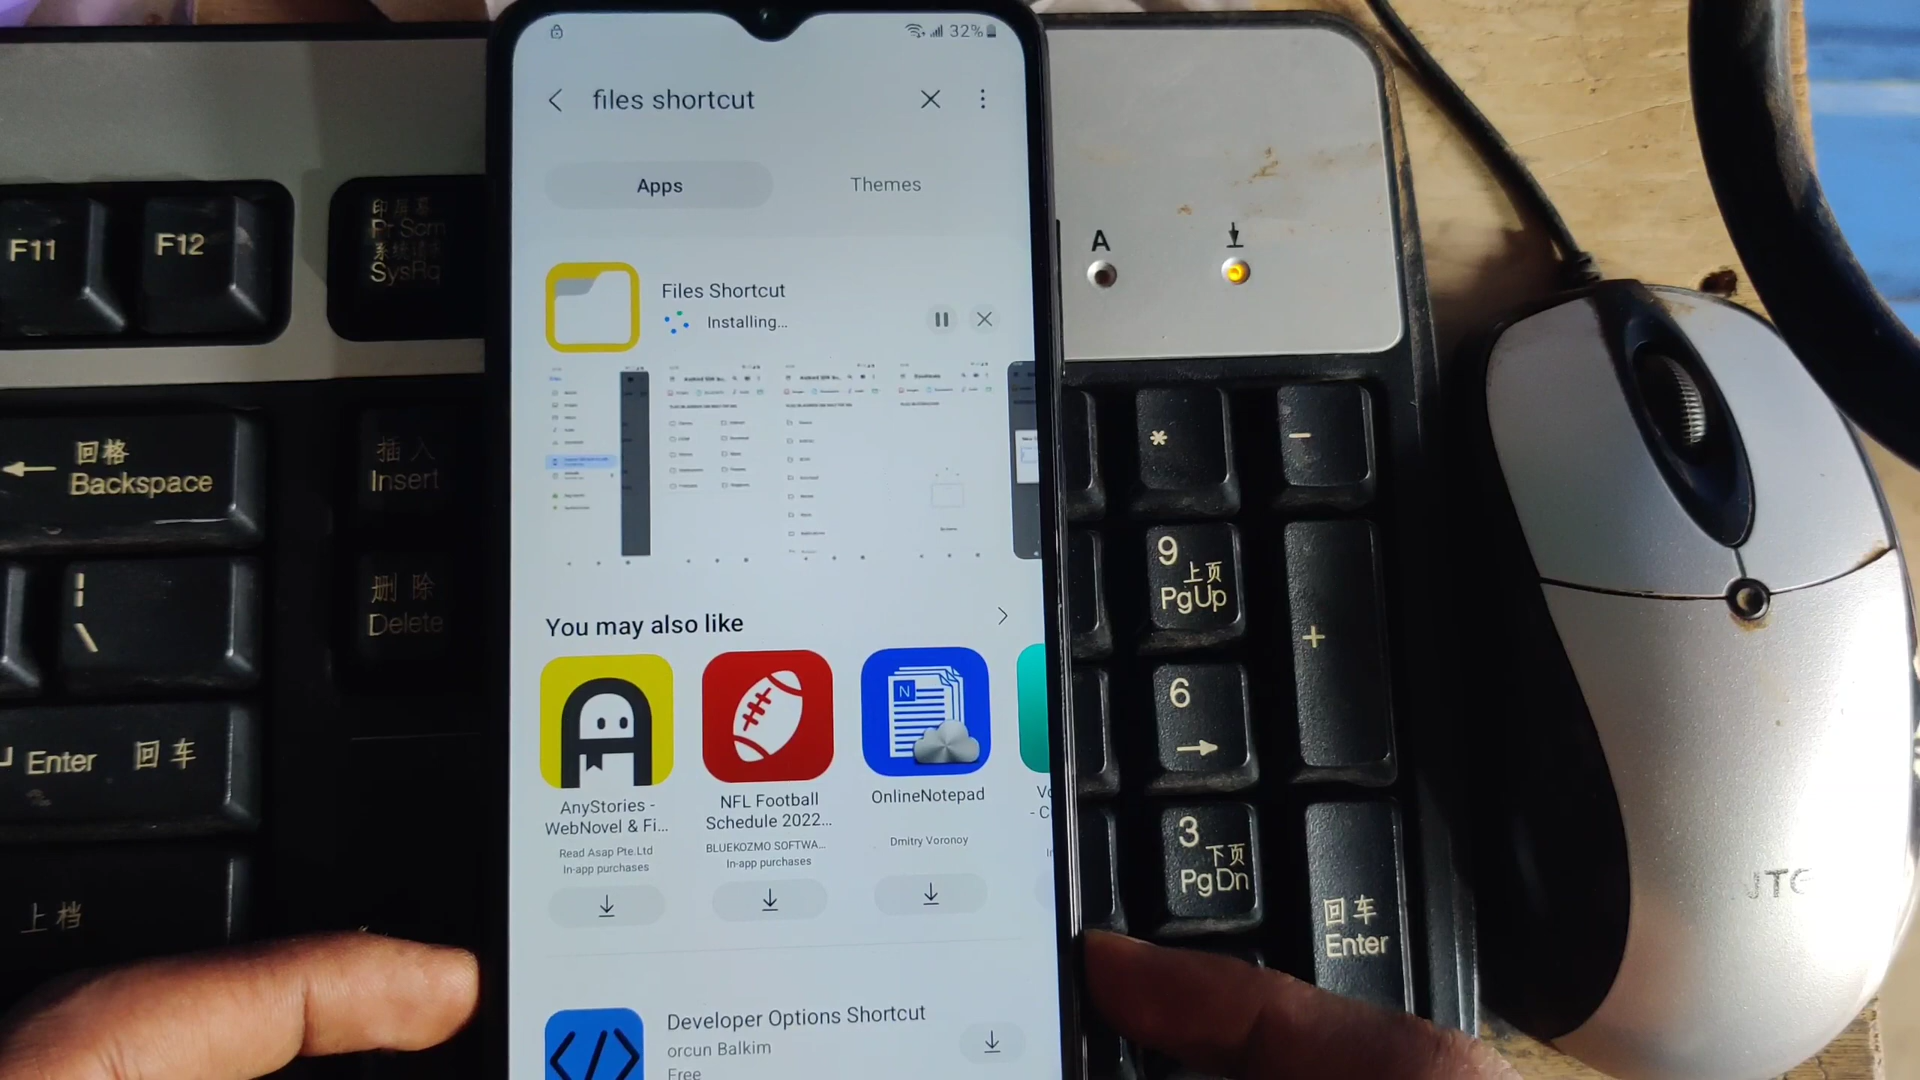 32%
files shortcut
Apps
Themes
Files Shortcut
Installing...
You may also like
AnyStories -
WebNovel & Fi...
Read Asap Pte.Ltd
In-app purchases
NFL Football
Schedule 2022...
BLUEKOZMO SOFTWA...
In-app purchases
N
OnlineNotepad
Dmitry Voronoy
Developer Options Shortcut
orcun Balkim
Free
F11
F12
印屏幕
Pr Scrn
SysRq
回格
Backspace
插入
Insert
删除
Delete
\
Enter 回车
上档
A
*
-
9
上页
PgUp
+
6
3
下页
PgDn
回车
Enter